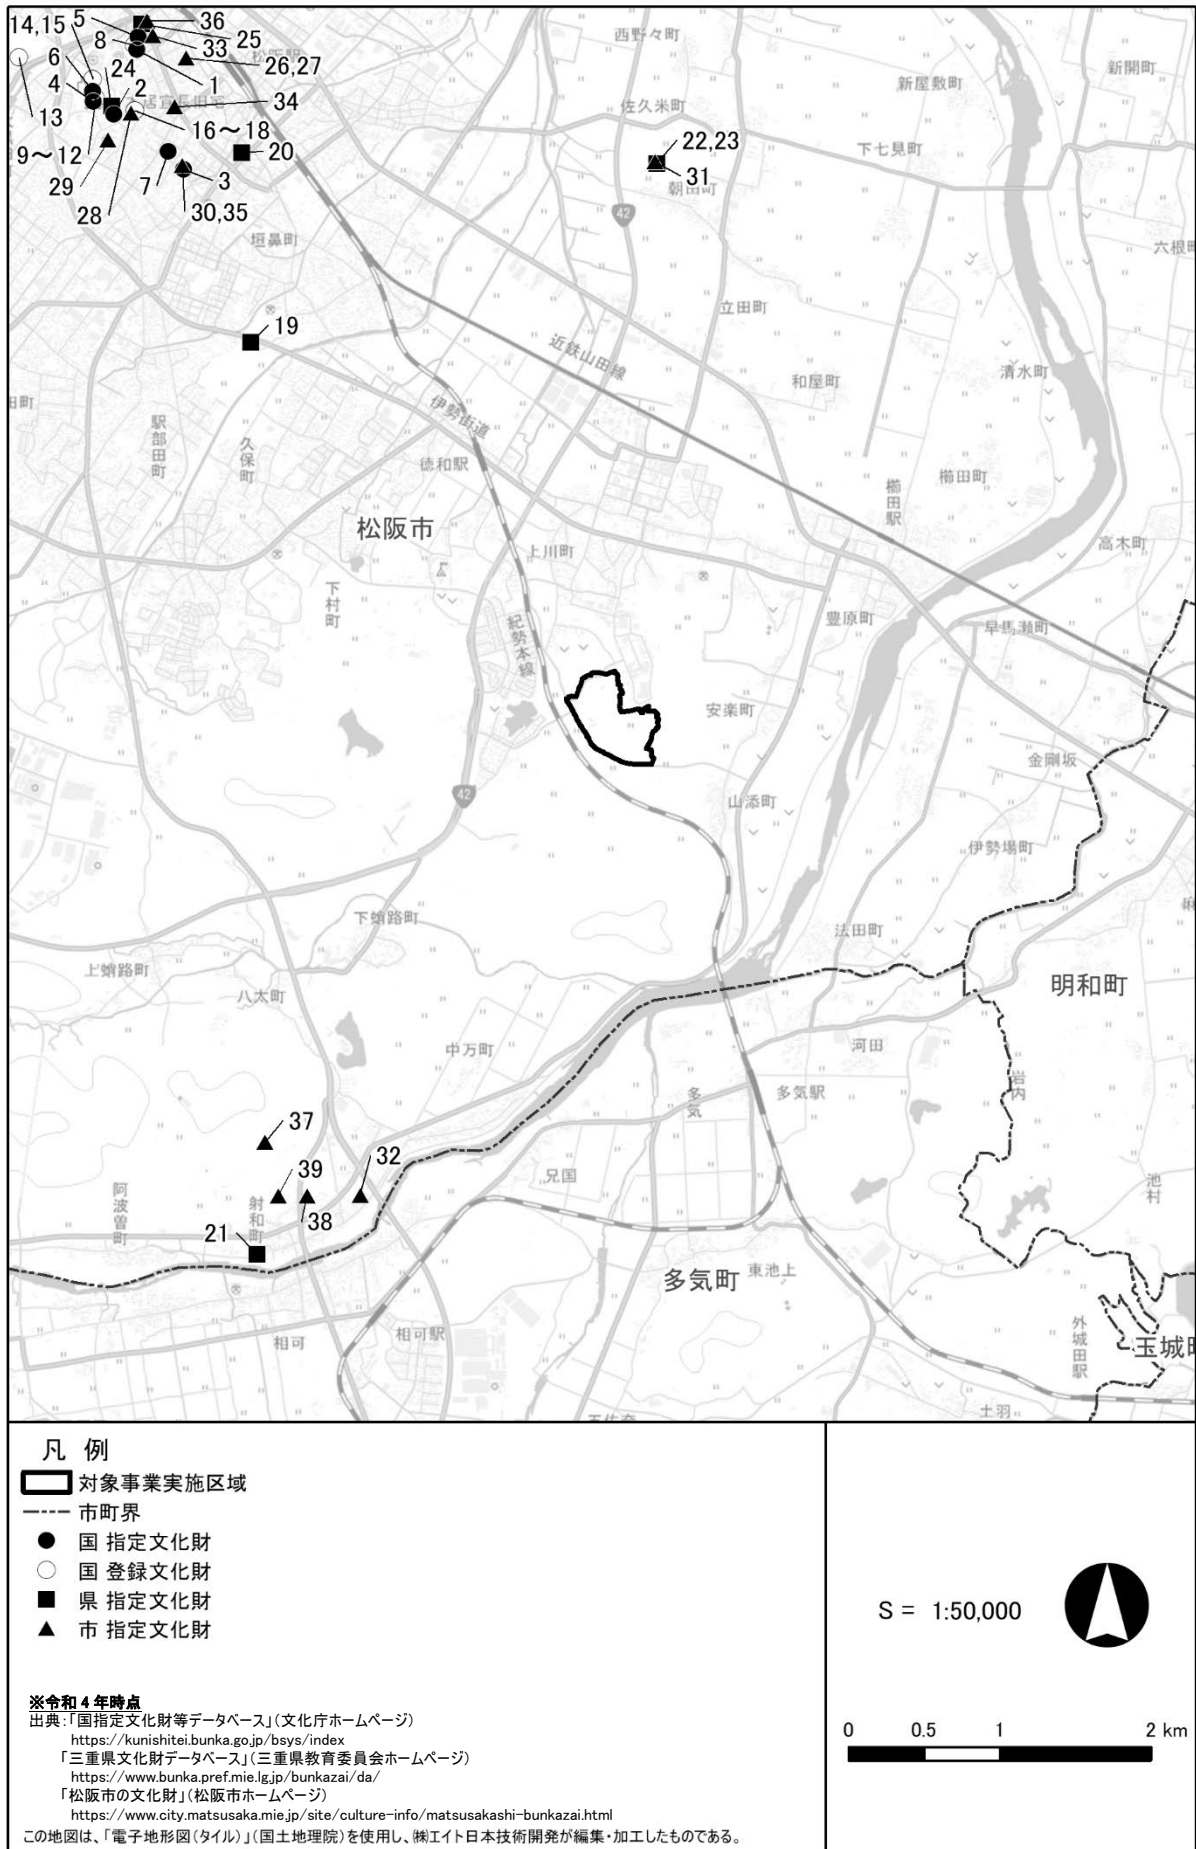 14,15
5
36
25
33
8
6
24
4
2
1
26,27
34
13
16～18
20
9～12
29
7
3
28
30,35
松阪駅
西野々町
新屋敷町
新開町
佐久米町
22,23
31
下七見町
朝田町
42
六根町
垣鼻町
19
立田町
近鉄山田線
和屋町
清水町
伊勢街道
駅部田町
久保町
徳和駅
櫛田町
櫛田駅
松阪市
上川町
高木町
下村町
紀勢本線
豊原町
早馬瀬町
安楽町
金剛坂
42
山添町
伊勢場町
下蛸路町
法田町
上蛸路町
八太町
明和町
中万町
河田
岩内
多気
多気駅
37
39
32
38
兄国
池村
阿波曽町
射和町
21
多気町
東池上
相可
相可駅
外城田駅
玉城町
土羽
凡 例
対象事業実施区域
市町界
国 指定文化財
国 登録文化財
県 指定文化財
市 指定文化財
S = 1:50,000
0 0.5 1 2 km
※令和４年時点
出典:「国指定文化財等データベース」(文化庁ホームページ)
https://kunishitei.bunka.go.jp/bsys/index
「三重県文化財データベース」(三重県教育委員会ホームページ)
https://www.bunka.pref.mie.lg.jp/bunkazai/da/
「松阪市の文化財」(松阪市ホームページ)
https://www.city.matsusaka.mie.jp/site/culture-info/matsusakashi-bunkazai.html
この地図は、「電子地形図(タイル)」(国土地理院)を使用し、㈱エイト日本技術開発が編集・加工したものである。